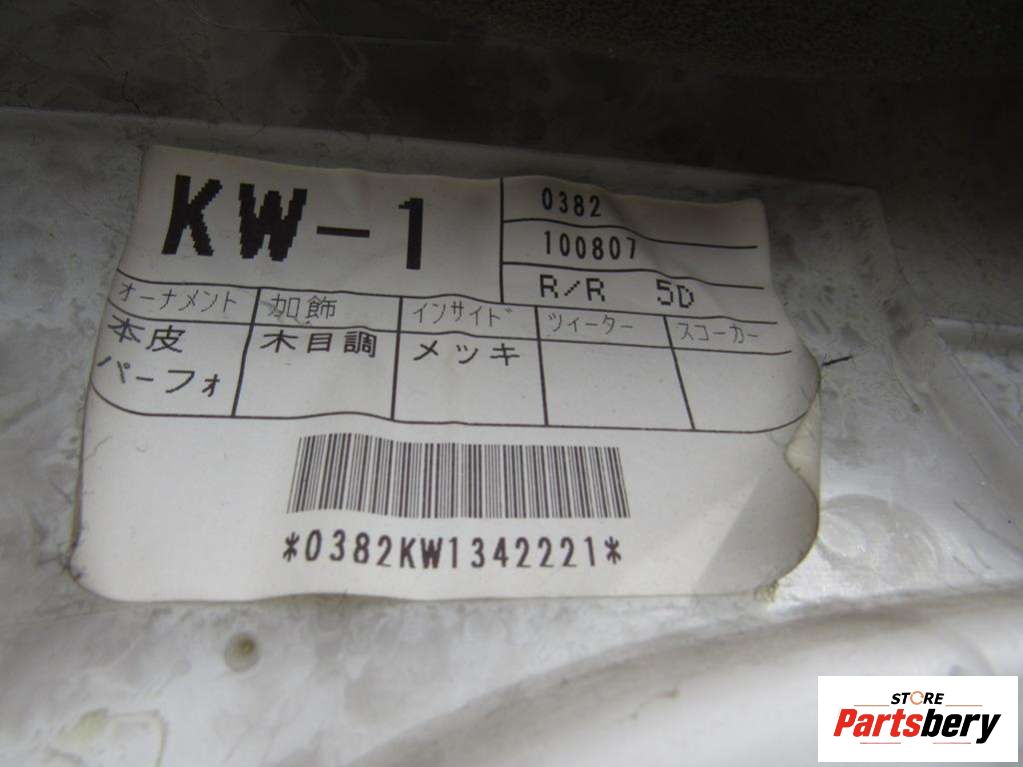 KW-1
0382
100807
R/R 5D
オーナメント 加飾 インサイド ツィーター スコーカー
本皮 木目調 メッキ
パーフォ
*0382KW1342221*
STORE
Partsbery